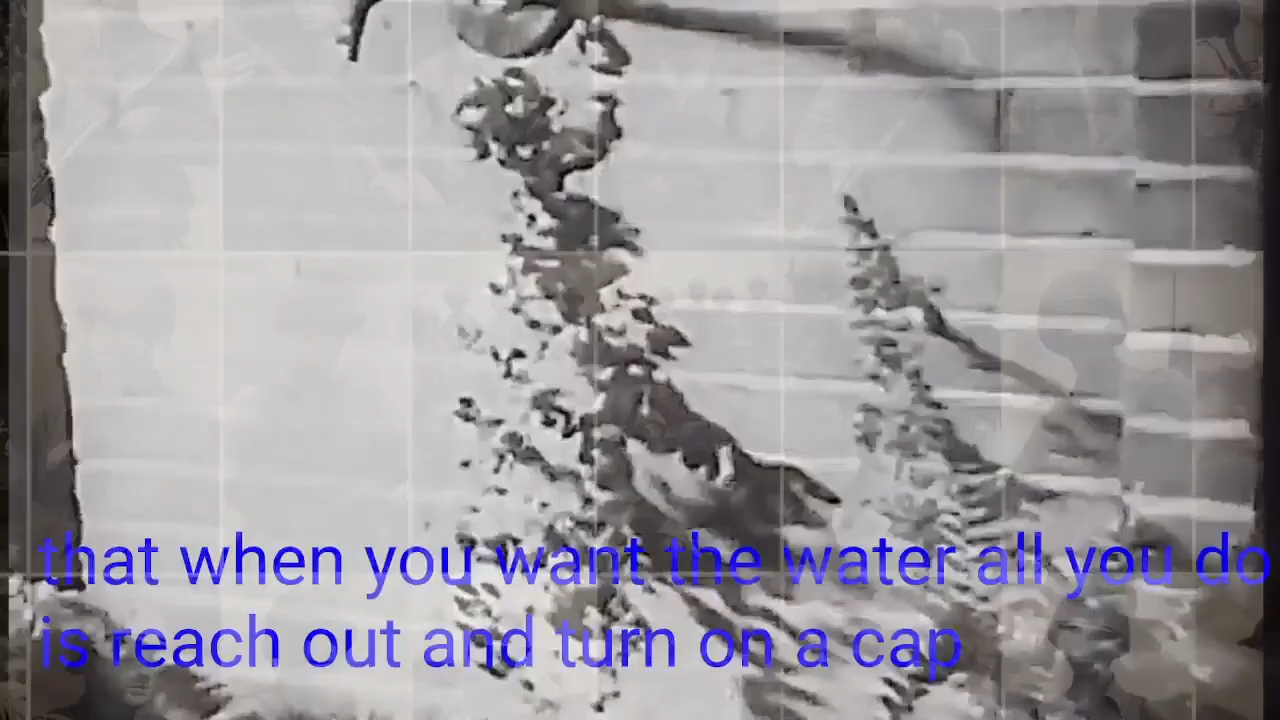 that when you want the water all you do
is reach out and turn on a cap